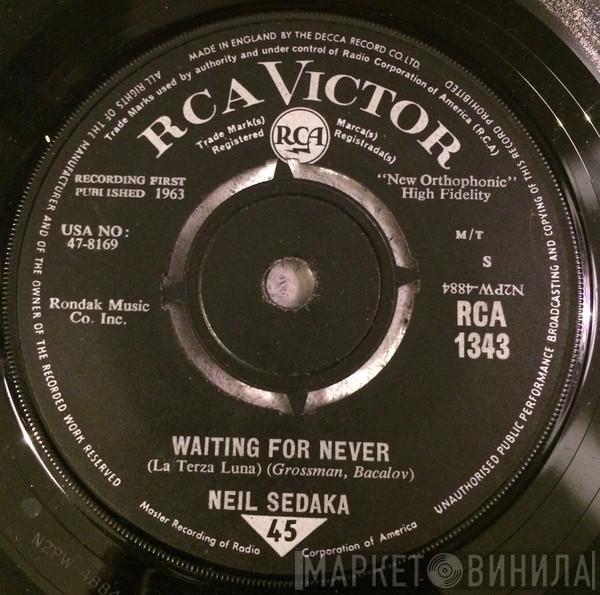 ALL RIGHTS OF THE MANUFACTURER AND OF THE OWNER OF THE RECORDED WORK RESERVED
MADE IN ENGLAND BY THE DECCA RECORD CO. LTD.
UNAUTHORISED PUBLIC PERFORMANCE BROADCASTING AND COPYING OF THIS RECORD PROHIBITED
Trade Marks used by authority and under control of Radio Corporation of America (R.C.A)
RCA VICTOR
Trade Mark(s)
Registered
RCA
Marca(s)
Registrada(s)
RECORDING FIRST
PUBLISHED 1963
"New Orthophonic"
High Fidelity
USA NO:
47-8169
M/T
S
N2PW-4884
Rondak Music
Co. Inc.
RCA
1343
WAITING FOR NEVER
(La Terza Luna) (Grossman, Bacalov)
NEIL SEDAKA
45
Master Recording of Radio Corporation of America
N2PW 4884
МАРКЕТ ВИНИЛА